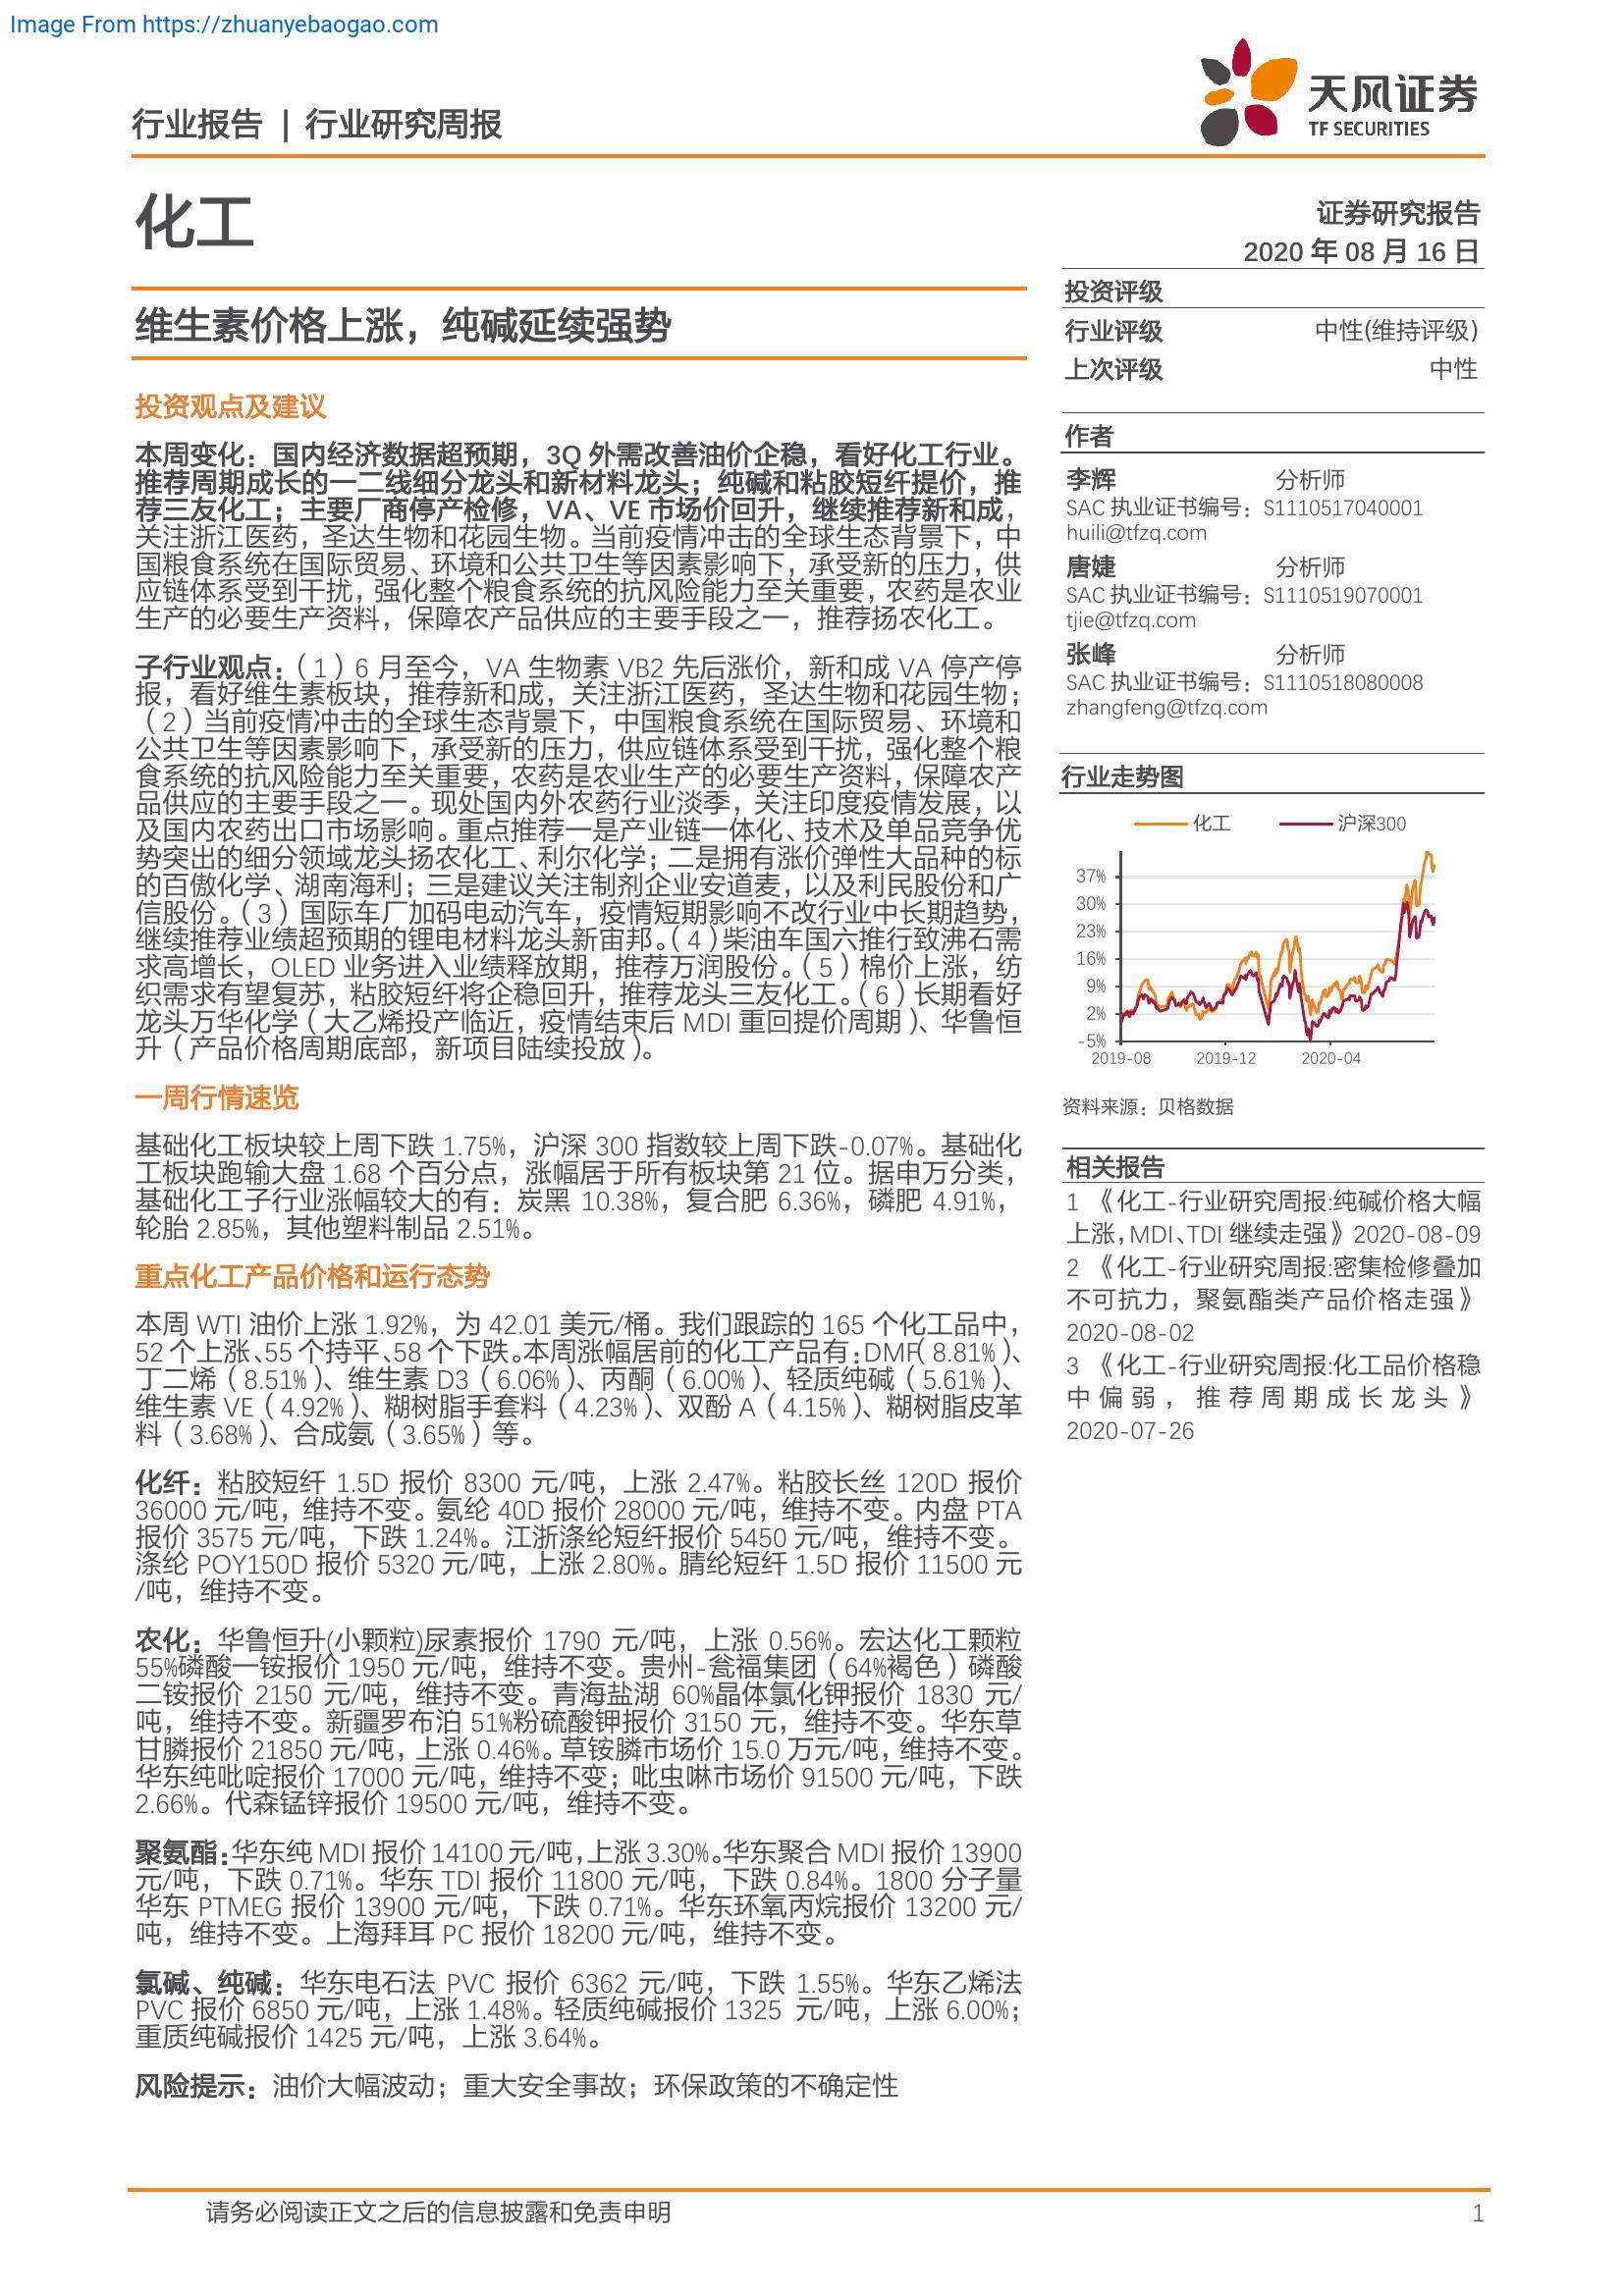 Image From https://zhuanyebaogao.com
行业报告 | 行业研究周报
天风证券
TF SECURITIES
化工
维生素价格上涨，纯碱延续强势
投资观点及建议
本周变化：国内经济数据超预期，3Q 外需改善油价企稳，看好化工行业。
推荐周期成长的一二线细分龙头和新材料龙头；纯碱和粘胶短纤提价，推
荐三友化工；主要厂商停产检修，VA、VE 市场价回升，继续推荐新和成，
关注浙江医药，圣达生物和花园生物。当前疫情冲击的全球生态背景下，中
国粮食系统在国际贸易、环境和公共卫生等因素影响下，承受新的压力，供
应链体系受到干扰，强化整个粮食系统的抗风险能力至关重要，农药是农业
生产的必要生产资料，保障农产品供应的主要手段之一，推荐扬农化工。
子行业观点：（1）6 月至今，VA 生物素 VB2 先后涨价，新和成 VA 停产停
报，看好维生素板块，推荐新和成，关注浙江医药，圣达生物和花园生物；
（2）当前疫情冲击的全球生态背景下，中国粮食系统在国际贸易、环境和
公共卫生等因素影响下，承受新的压力，供应链体系受到干扰，强化整个粮
食系统的抗风险能力至关重要，农药是农业生产的必要生产资料，保障农产
品供应的主要手段之一。现处国内外农药行业淡季，关注印度疫情发展，以
及国内农药出口市场影响。重点推荐一是产业链一体化、技术及单品竞争优
势突出的细分领域龙头扬农化工、利尔化学；二是拥有涨价弹性大品种的标
的百傲化学、湖南海利；三是建议关注制剂企业安道麦，以及利民股份和广
信股份。（3）国际车厂加码电动汽车，疫情短期影响不改行业中长期趋势，
继续推荐业绩超预期的锂电材料龙头新宙邦。（4）柴油车国六推行致沸石需
求高增长，OLED 业务进入业绩释放期，推荐万润股份。（5）棉价上涨，纺
织需求有望复苏，粘胶短纤将企稳回升，推荐龙头三友化工。（6）长期看好
龙头万华化学（大乙烯投产临近，疫情结束后 MDI 重回提价周期）、华鲁恒
升（产品价格周期底部，新项目陆续投放）。
一周行情速览
基础化工板块较上周下跌 1.75%，沪深 300 指数较上周下跌-0.07%。基础化
工板块跑输大盘 1.68 个百分点，涨幅居于所有板块第 21 位。据申万分类，
基础化工子行业涨幅较大的有：炭黑 10.38%，复合肥 6.36%，磷肥 4.91%，
轮胎 2.85%，其他塑料制品 2.51%。
重点化工产品价格和运行态势
本周 WTI 油价上涨 1.92%，为 42.01 美元/桶。我们跟踪的 165 个化工品中，
52 个上涨、55 个持平、58 个下跌。本周涨幅居前的化工产品有：DMF（8.81%）、
丁二烯（8.51%）、维生素 D3（6.06%）、丙酮（6.00%）、轻质纯碱（5.61%）、
维生素 VE（4.92%）、糊树脂手套料（4.23%）、双酚 A（4.15%）、糊树脂皮革
料（3.68%）、合成氨（3.65%）等。
化纤：粘胶短纤 1.5D 报价 8300 元/吨，上涨 2.47%。粘胶长丝 120D 报价
36000 元/吨，维持不变。氨纶 40D 报价 28000 元/吨，维持不变。内盘 PTA
报价 3575 元/吨，下跌 1.24%。江浙涤纶短纤报价 5450 元/吨，维持不变。
涤纶 POY150D 报价 5320 元/吨，上涨 2.80%。腈纶短纤 1.5D 报价 11500 元
/吨，维持不变。
农化：华鲁恒升(小颗粒)尿素报价 1790 元/吨，上涨 0.56%。宏达化工颗粒
55%磷酸一铵报价 1950 元/吨，维持不变。贵州-瓮福集团（64%褐色）磷酸
二铵报价 2150 元/吨，维持不变。青海盐湖 60%晶体氯化钾报价 1830 元/
吨，维持不变。新疆罗布泊 51%粉硫酸钾报价 3150 元，维持不变。华东草
甘膦报价 21850 元/吨，上涨 0.46%。草铵膦市场价 15.0 万元/吨，维持不变。
华东纯吡啶报价 17000 元/吨，维持不变；吡虫啉市场价 91500 元/吨，下跌
2.66%。代森锰锌报价 19500 元/吨，维持不变。
聚氨酯：华东纯 MDI 报价 14100 元/吨，上涨 3.30%。华东聚合 MDI 报价 13900
元/吨，下跌 0.71%。华东 TDI 报价 11800 元/吨，下跌 0.84%。1800 分子量
华东 PTMEG 报价 13900 元/吨，下跌 0.71%。华东环氧丙烷报价 13200 元/
吨，维持不变。上海拜耳 PC 报价 18200 元/吨，维持不变。
氯碱、纯碱：华东电石法 PVC 报价 6362 元/吨，下跌 1.55%。华东乙烯法
PVC 报价 6850 元/吨，上涨 1.48%。轻质纯碱报价 1325 元/吨，上涨 6.00%；
重质纯碱报价 1425 元/吨，上涨 3.64%。
风险提示：油价大幅波动；重大安全事故；环保政策的不确定性
证券研究报告
2020 年 08 月 16 日
投资评级
行业评级 中性(维持评级)
上次评级 中性
作者
李辉 分析师
SAC 执业证书编号：S1110517040001
huili@tfzq.com
唐婕 分析师
SAC 执业证书编号：S1110519070001
tjie@tfzq.com
张峰 分析师
SAC 执业证书编号：S1110518080008
zhangfeng@tfzq.com
行业走势图
化工 沪深300
37%
30%
23%
16%
9%
2%
-5%
2019-08 2019-12 2020-04
资料来源：贝格数据
相关报告
1 《化工-行业研究周报:纯碱价格大幅
上涨，MDI、TDI 继续走强》 2020-08-09
2 《化工-行业研究周报:密集检修叠加
不可抗力，聚氨酯类产品价格走强》
2020-08-02
3 《化工-行业研究周报:化工品价格稳
中偏弱，推荐周期成长龙头》
2020-07-26
请务必阅读正文之后的信息披露和免责申明 1